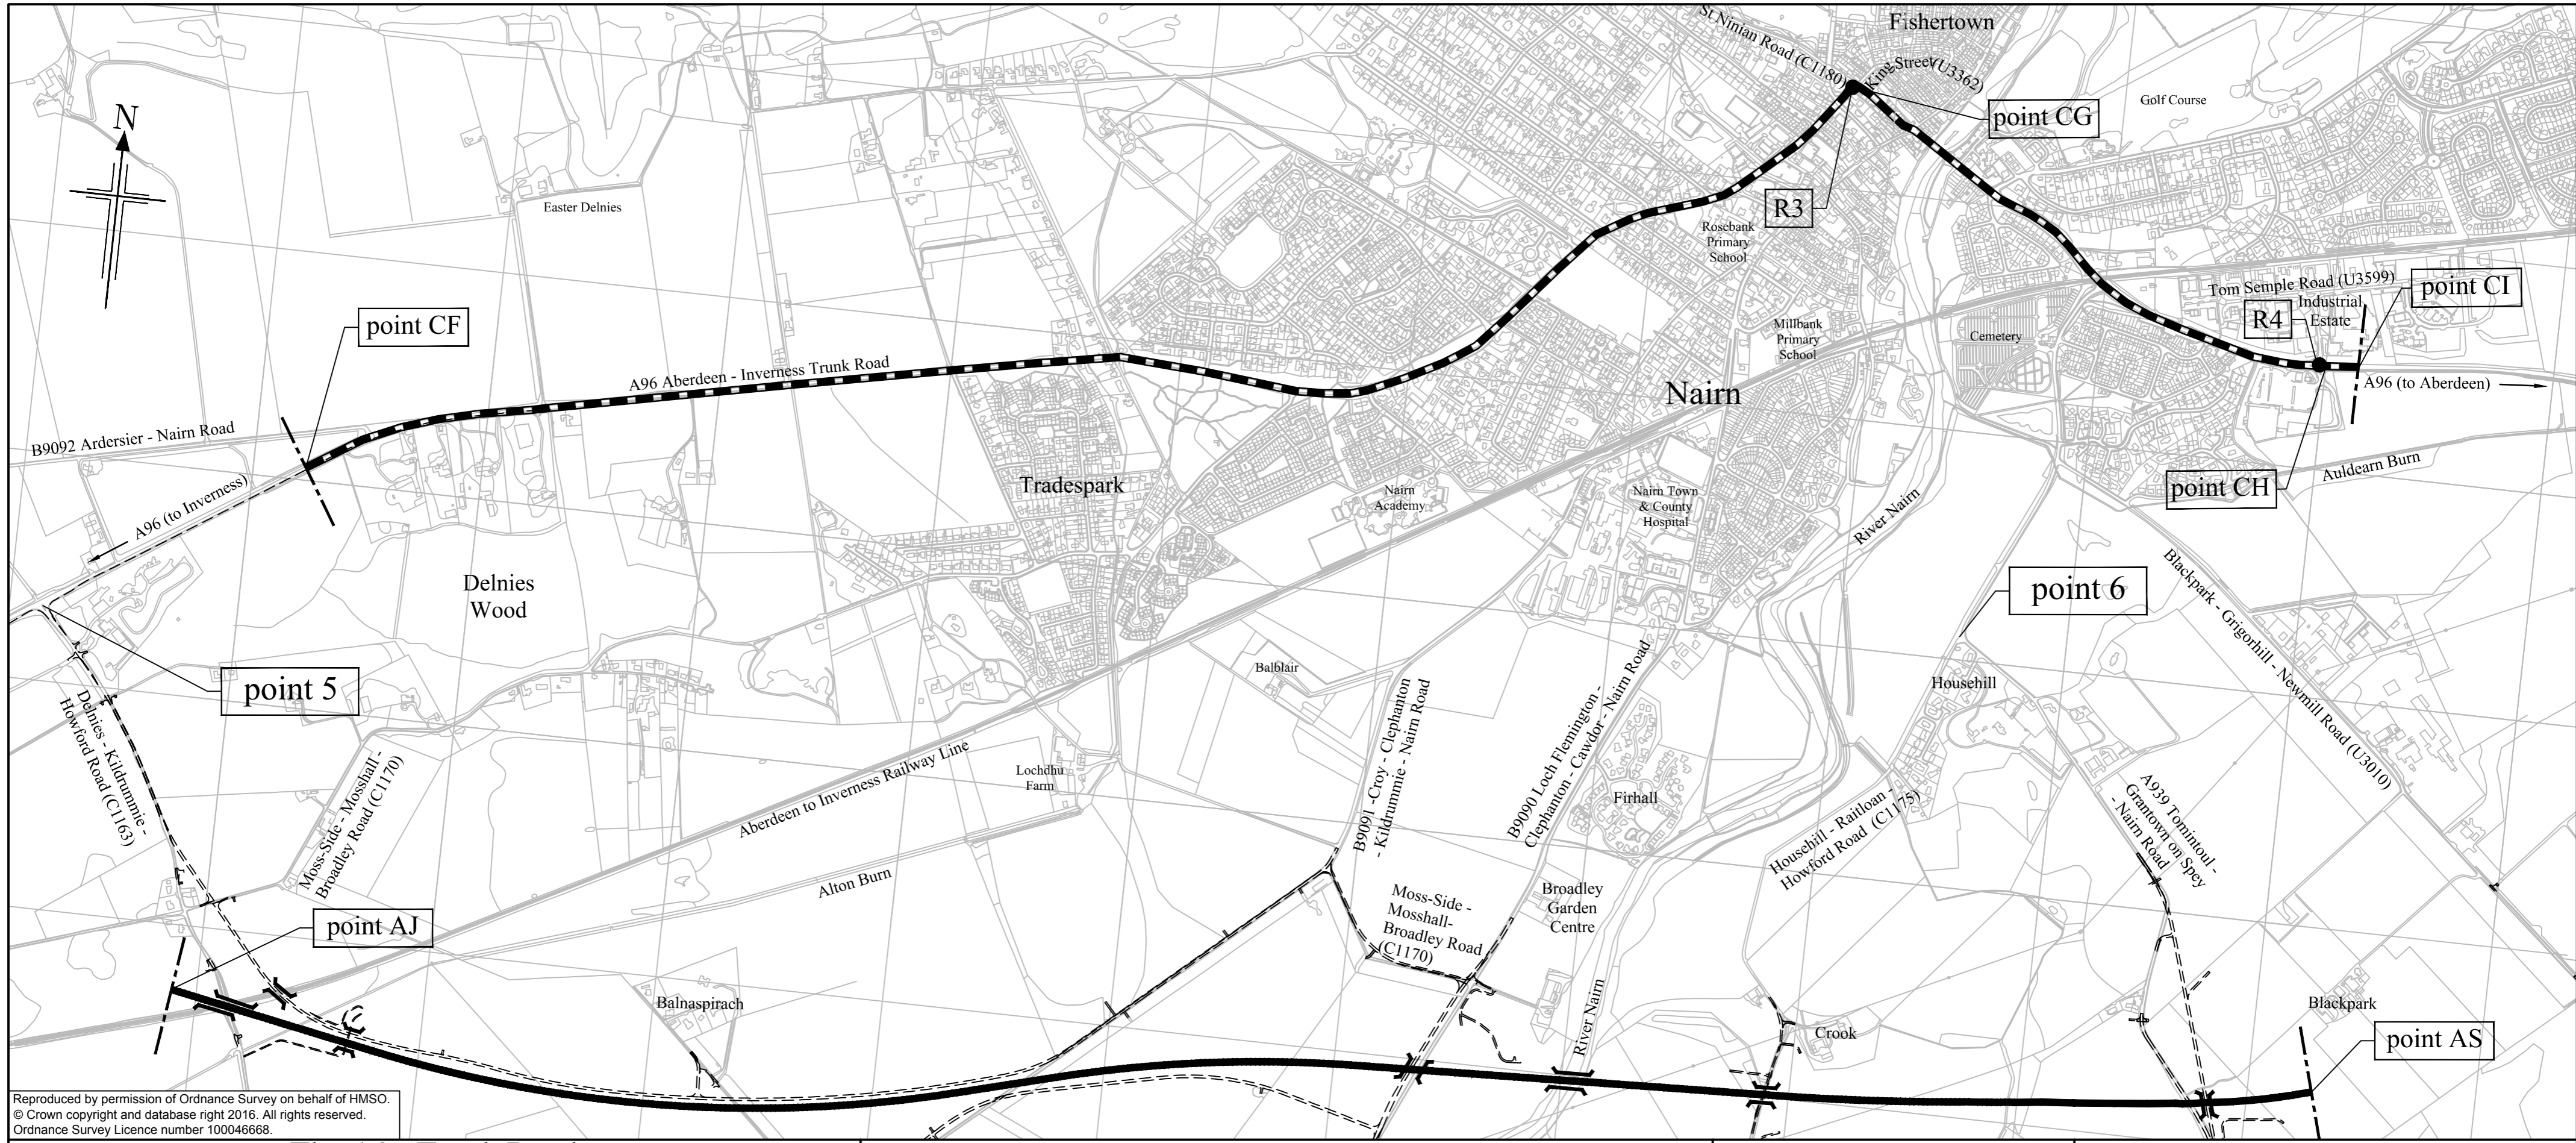 Fishertown
St.Ninian Road (C1180)
King Street (U3362)
Golf Course
point CG
N
R3
Easter Delnies
Rosebank
Primary
School
Tom Semple Road (U3599)
point CI
R4
Industrial
Estate
point CF
Millbank
Primary
School
Cemetery
A96 Aberdeen - Inverness Trunk Road
Nairn
A96 (to Aberdeen)
B9092 Ardersier - Nairn Road
A96 (to Inverness)
Tradespark
Nairn
Academy
Nairn Town
& County
Hospital
River Nairn
point CH
Auldearn Burn
Delnies
Wood
point 6
Blackpark - Grigorhill - Newmill Road (U3010)
point 5
Balblair
Househill
Delnies - Kildrummie -
Howford Road (C1163)
Moss-Side - Mosshall -
Broadley Road (C1170)
Aberdeen to Inverness Railway Line
Lochdhu
Farm
B9091 -Croy - Clephanton
- Kildrummie - Nairn Road
B9090 Loch Flemington -
Clephanton - Cawdor - Nairn Road
Firhall
Househill - Raitloan -
Howford Road (C1175)
A939 Tomintoul -
Grantown on Spey
- Nairn Road
Alton Burn
Moss-Side -
Mosshall-
Broadley Road
(C1170)
Broadley
Garden
Centre
point AJ
Balnaspirach
River Nairn
Crook
Blackpark
point AS
Reproduced by permission of Ordnance Survey on behalf of HMSO.
© Crown copyright and database right 2016. All rights reserved.
Ordnance Survey Licence number 100046668.